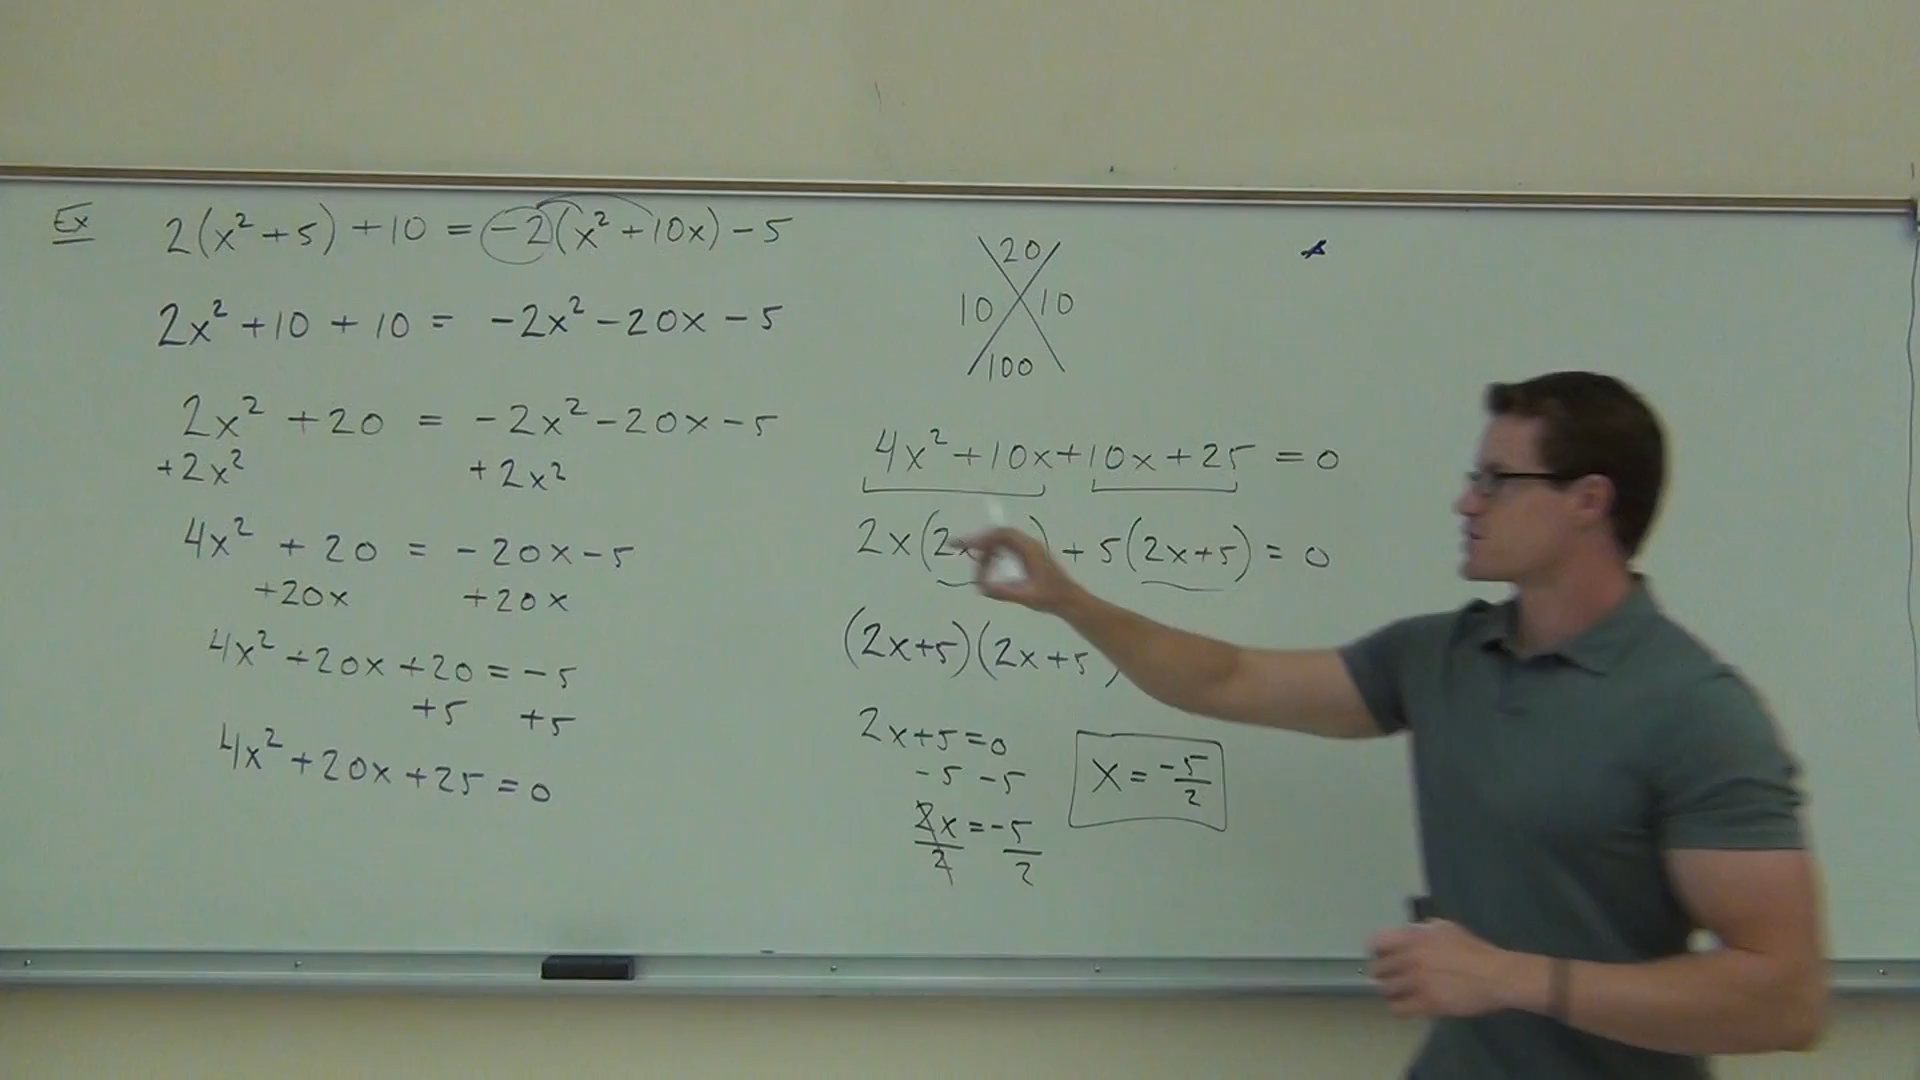 Ex 2(x²+5)+10 = -2(x²+10x)-5
2x²+10+10 = -2x²-20x-5
2x²+20 = -2x²-20x-5
+2x² +2x²
4x²+20 = -20x-5
+20x +20x
4x²+20x+20 = -5
+5 +5
4x²+20x+25 = 0
20
10 10
100
4x²+10x+10x+25 = 0
2x(2x ) + 5(2x+5) = 0
(2x+5)(2x+5)
2x+5=0
-5 -5
2x = -5
2 2
x = -5/2